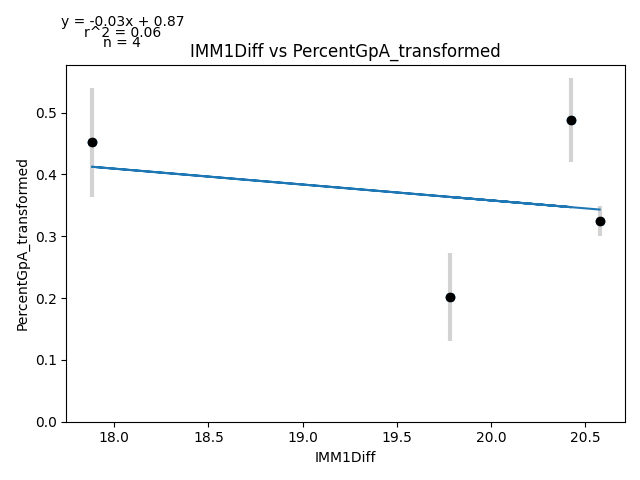 y = -0.03x + 0.87
r^2 = 0.06
n = 4
IMM1Diff vs PercentGpA_transformed
PercentGpA_transformed
0.5
0.4
0.3
0.2
0.1
0.0
18.0 18.5 19.0 19.5 20.0 20.5
IMM1Diff